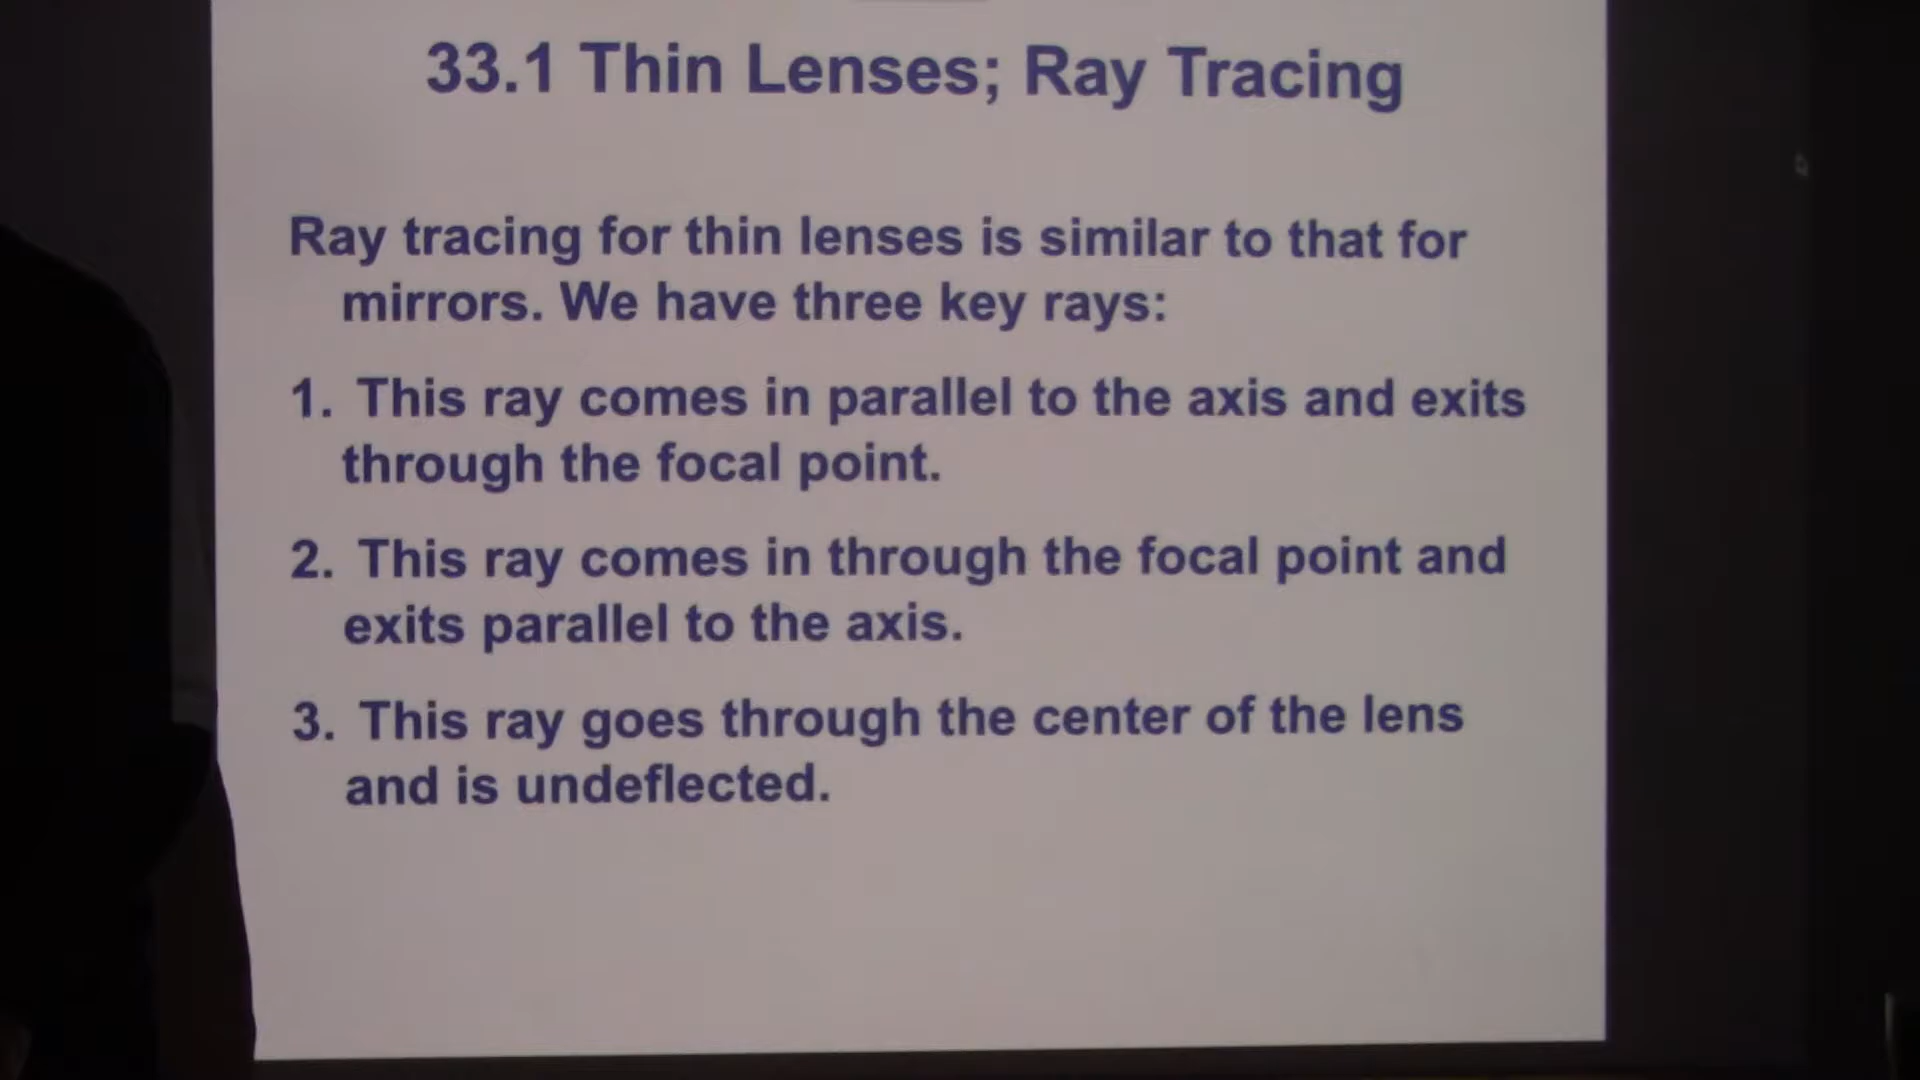 33.1 Thin Lenses; Ray Tracing
Ray tracing for thin lenses is similar to that for
mirrors. We have three key rays:
1. This ray comes in parallel to the axis and exits
through the focal point.
2. This ray comes in through the focal point and
exits parallel to the axis.
3. This ray goes through the center of the lens
and is undeflected.